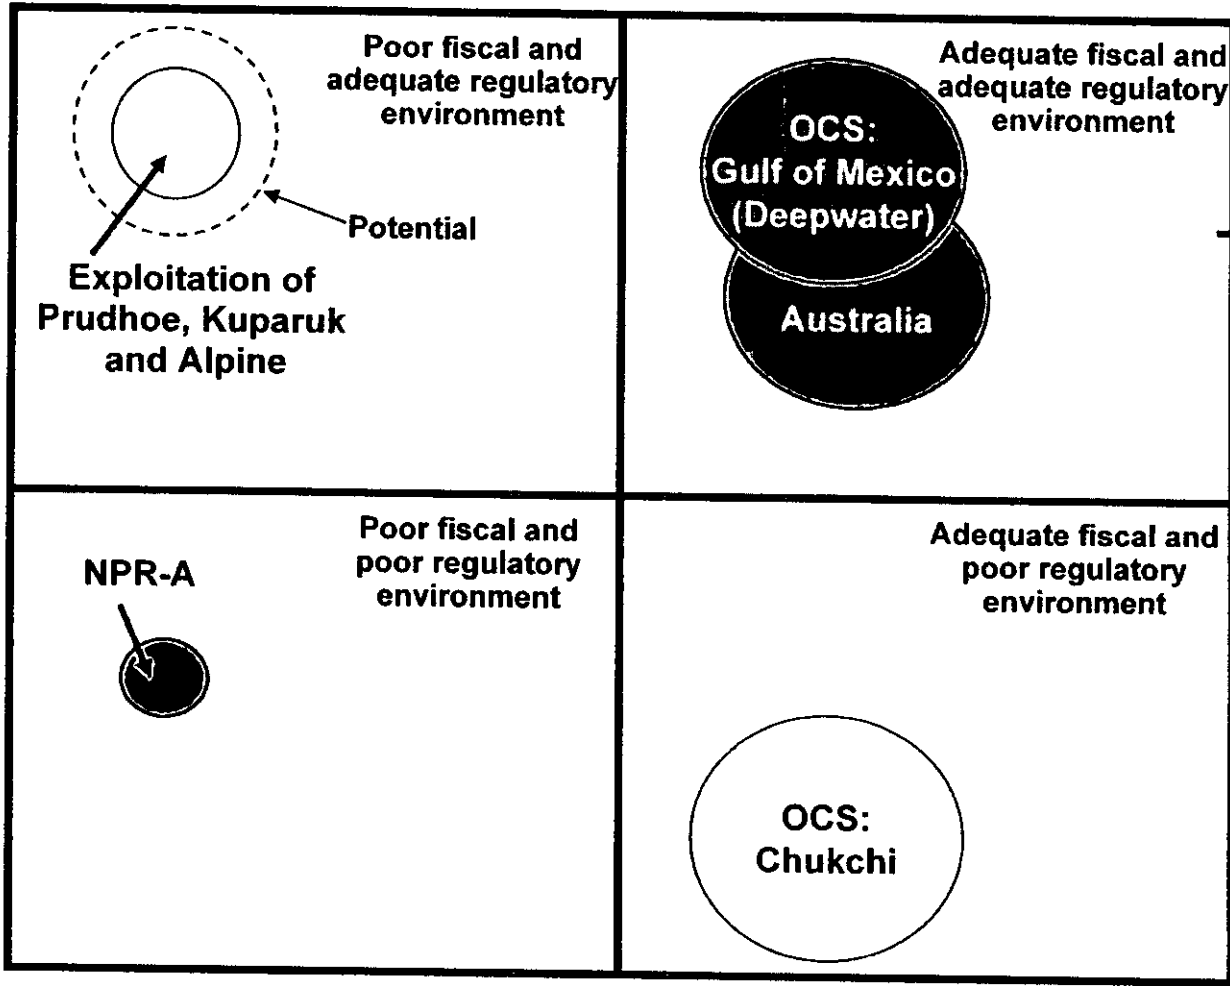 Poor fiscal and
adequate regulatory
environment
Potential
Exploitation of
Prudhoe, Kuparuk
and Alpine
Adequate fiscal and
adequate regulatory
environment
OCS:
Gulf of Mexico
(Deepwater)
Australia
Poor fiscal and
poor regulatory
environment
NPR-A
Adequate fiscal and
poor regulatory
environment
OCS:
Chukchi